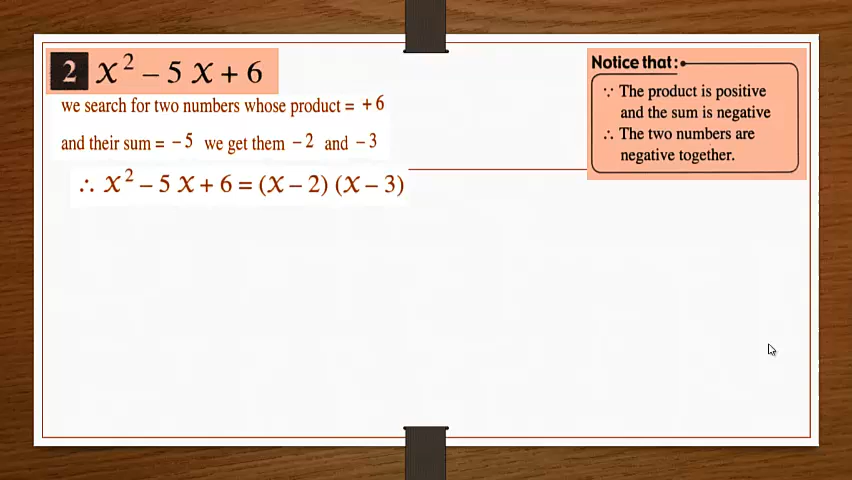 2 x² – 5 x + 6
we search for two numbers whose product = + 6
and their sum = – 5 we get them – 2 and – 3
∴ x² – 5 x + 6 = (x – 2) (x – 3)
Notice that:
∵ The product is positive
and the sum is negative
∴ The two numbers are
negative together.